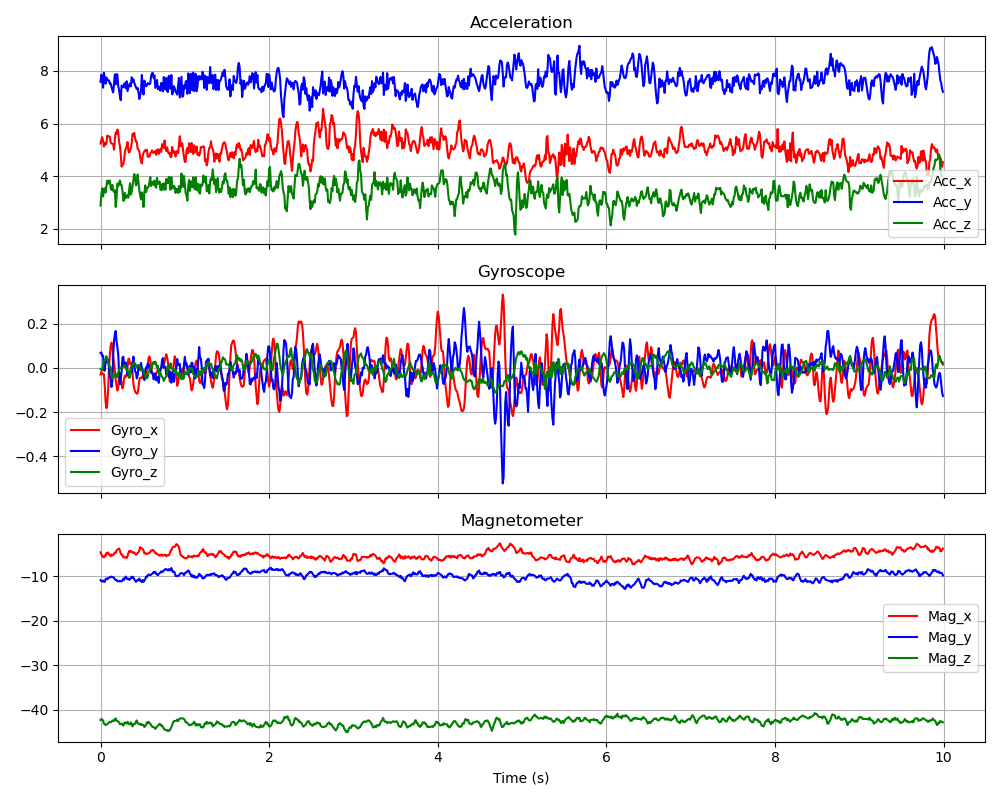 Acceleration
8
6
4
2
Acc_x
Acc_y
Acc_z
Gyroscope
0.2
0.0
−0.2
−0.4
Gyro_x
Gyro_y
Gyro_z
Magnetometer
−10
−20
−30
−40
Mag_x
Mag_y
Mag_z
0 2 4 6 8 10
Time (s)